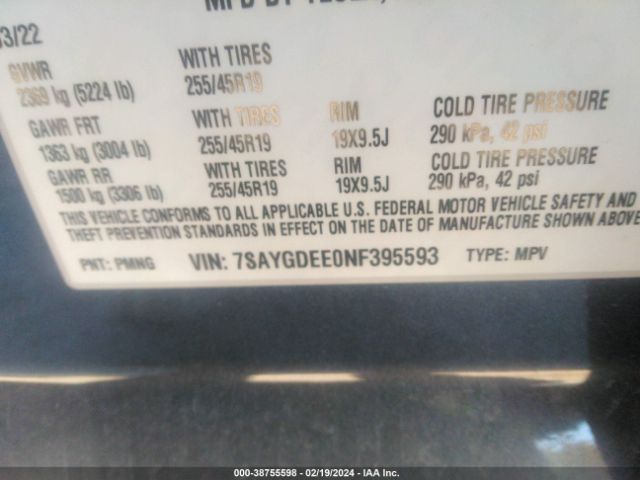 MFD BY
3/22
GVWR WITH TIRES
2369 kg (5224 lb) 255/45R19
GAWR FRT WITH TIRES RIM COLD TIRE PRESSURE
1363 kg (3004 lb) 255/45R19 19X9.5J 290 kPa, 42 psi
GAWR RR WITH TIRES RIM COLD TIRE PRESSURE
1500 kg (3306 lb) 255/45R19 19X9.5J 290 kPa, 42 psi
THIS VEHICLE CONFORMS TO ALL APPLICABLE U.S. FEDERAL MOTOR VEHICLE SAFETY AND
THEFT PREVENTION STANDARDS IN EFFECT ON THE DATE OF MANUFACTURE SHOWN ABOVE
PNT: PMNG VIN: 7SAYGDEE0NF395593 TYPE: MPV
000-38755598 - 02/19/2024 - IAA Inc.